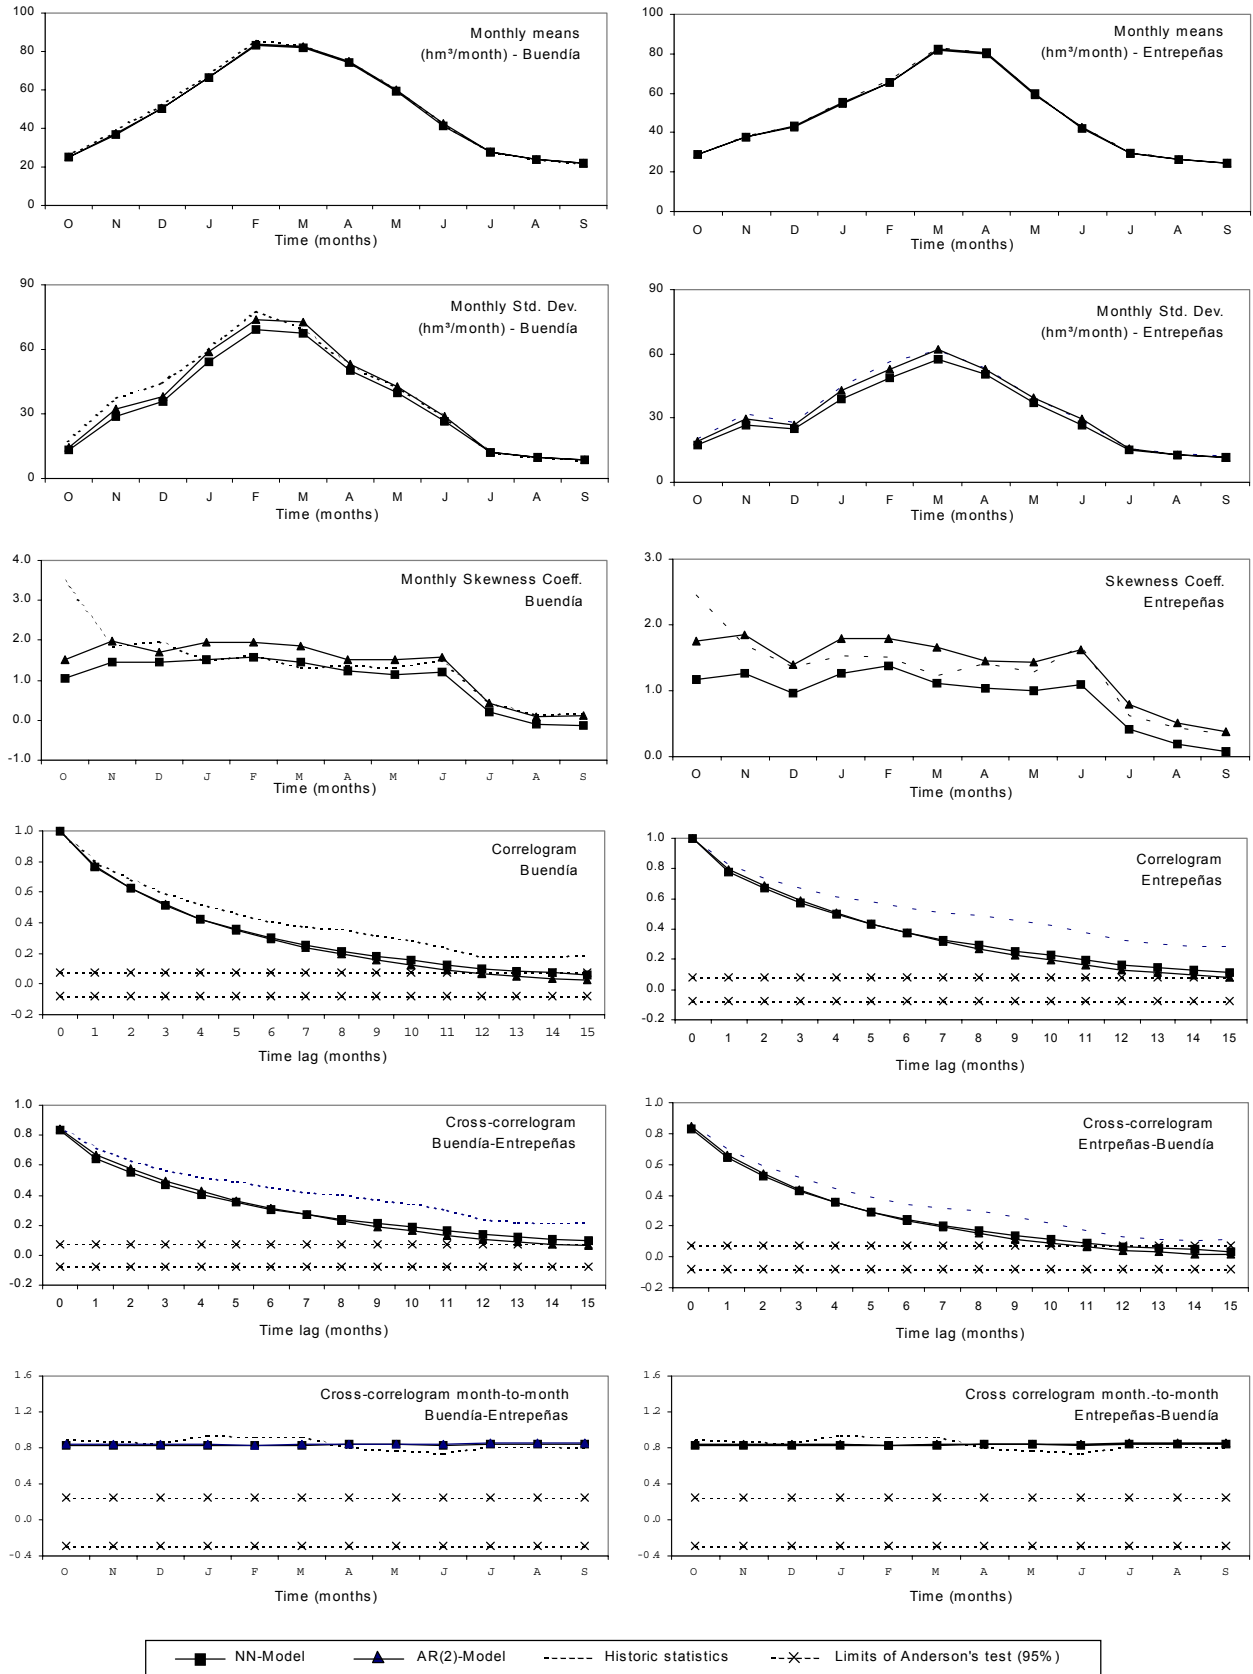 Monthly means
(hm³/month) - Buendía
100
80
60
40
20
0
O N D J F M A M J J A S
Time (months)
Monthly means
(hm³/month) - Entrepeñas
100
80
60
40
20
0
O N D J F M A M J J A S
Time (months)
Monthly Std. Dev.
(hm³/month) - Buendía
90
60
30
0
O N D J F M A M J J A S
Time (months)
Monthly Std. Dev.
(hm³/month) - Entrepeñas
90
60
30
0
O N D J F M A M J J A S
Time (months)
Monthly Skewness Coeff.
Buendía
4.0
3.0
2.0
1.0
0.0
-1.0
O N D J F M A M J J A S
Time (months)
Skewness Coeff.
Entrepeñas
3.0
2.0
1.0
0.0
O N D J F M A M J J A S
Time (months)
Correlogram
Buendía
1.0
0.8
0.6
0.4
0.2
0.0
-0.2
0 1 2 3 4 5 6 7 8 9 10 11 12 13 14 15
Time lag (months)
Correlogram
Entrepeñas
1.0
0.8
0.6
0.4
0.2
0.0
-0.2
0 1 2 3 4 5 6 7 8 9 10 11 12 13 14 15
Time lag (months)
Cross-correlogram
Buendía-Entrepeñas
1.0
0.8
0.6
0.4
0.2
0.0
-0.2
0 1 2 3 4 5 6 7 8 9 10 11 12 13 14 15
Time lag (months)
Cross-correlogram
Entrpeñas-Buendía
1.0
0.8
0.6
0.4
0.2
0.0
-0.2
0 1 2 3 4 5 6 7 8 9 10 11 12 13 14 15
Time lag (months)
Cross-correlogram month-to-month
Buendía-Entrepeñas
1.6
1.2
0.8
0.4
0.0
-0.4
O N D J F M A M J J A S
Time (months)
Cross correlogram month.-to-month
Entrepeñas-Buendía
1.6
1.2
0.8
0.4
0.0
-0.4
O N D J F M A M J J A S
Time (months)
NN-Model AR(2)-Model Historic statistics Limits of Anderson's test (95%)